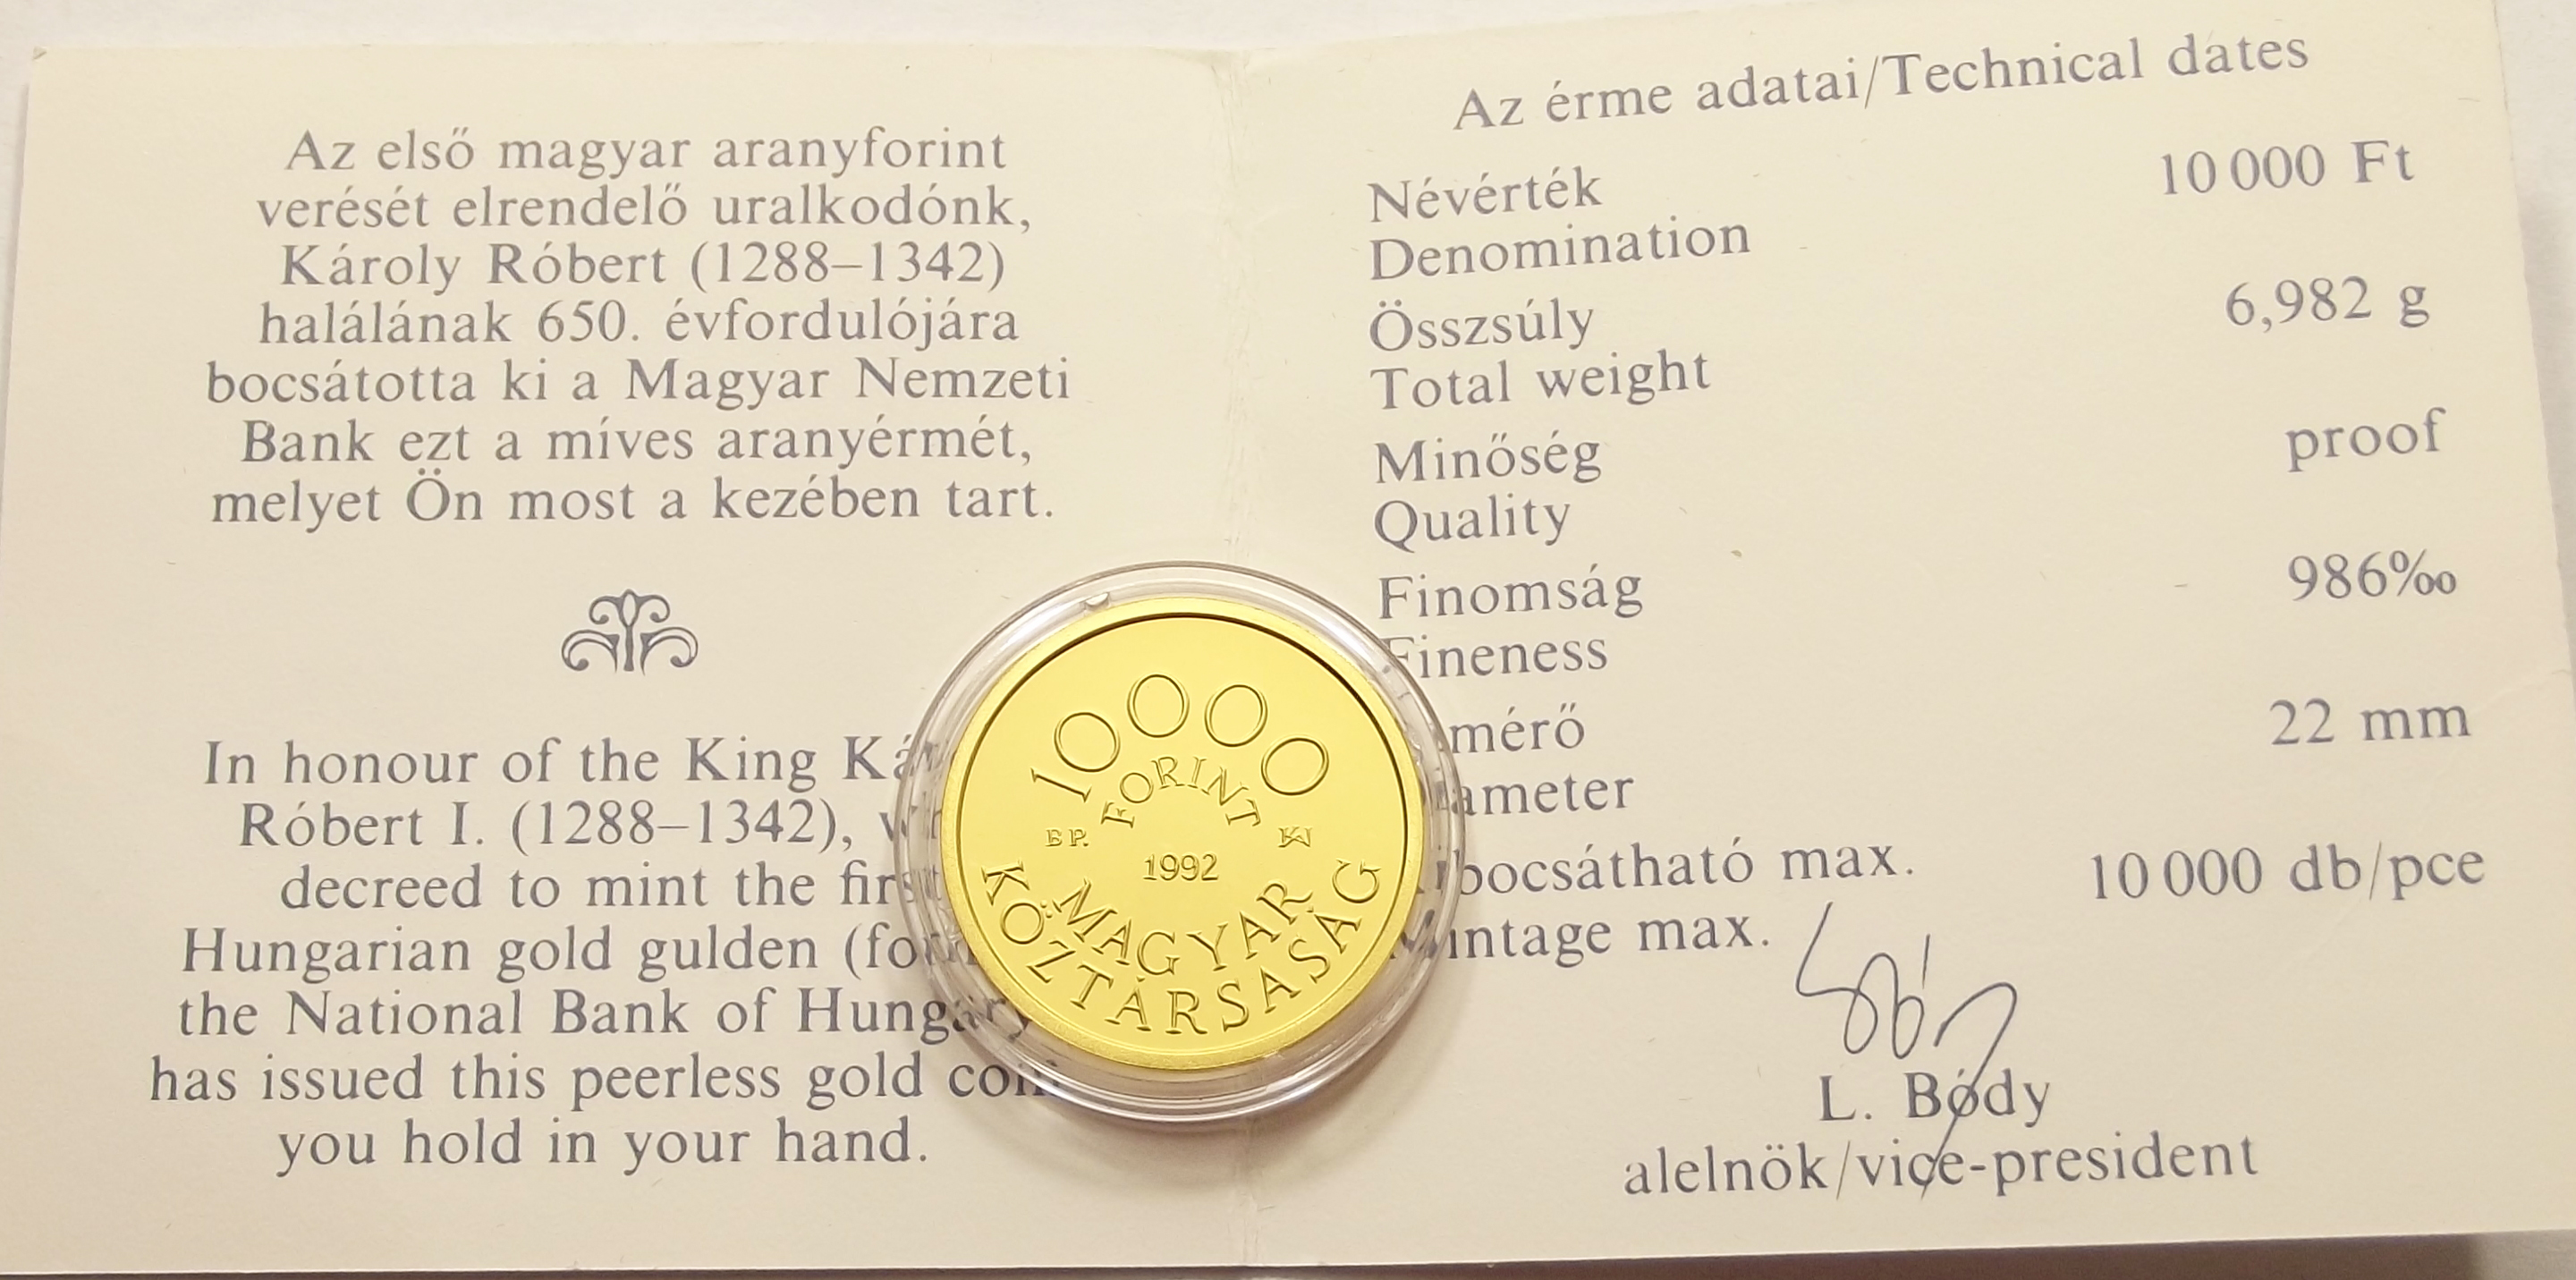 Az első magyar aranyforint
verését elrendelő uralkodónk,
Károly Róbert (1288–1342)
halálának 650. évfordulójára
bocsátotta ki a Magyar Nemzeti
Bank ezt a míves aranyérmét,
melyet Ön most a kezében tart.
In honour of the King
Róbert I. (1288–1342),
decreed to mint the first
Hungarian gold gulden
the National Bank of Hungary
has issued this peerless gold coin
you hold in your hand.
10000
FORINT
BP.
1992
MAGYAR
KÖZTÁRSASÁG
Az érme adatai/Technical dates
Névérték 10 000 Ft
Denomination
Összsúly 6,982 g
Total weight
Minőség proof
Quality
Finomság 986‰
Fineness
mérő 22 mm
ameter
bocsátható max. 10 000 db/pce
intage max.
L. Bódy
alelnök/vice-president